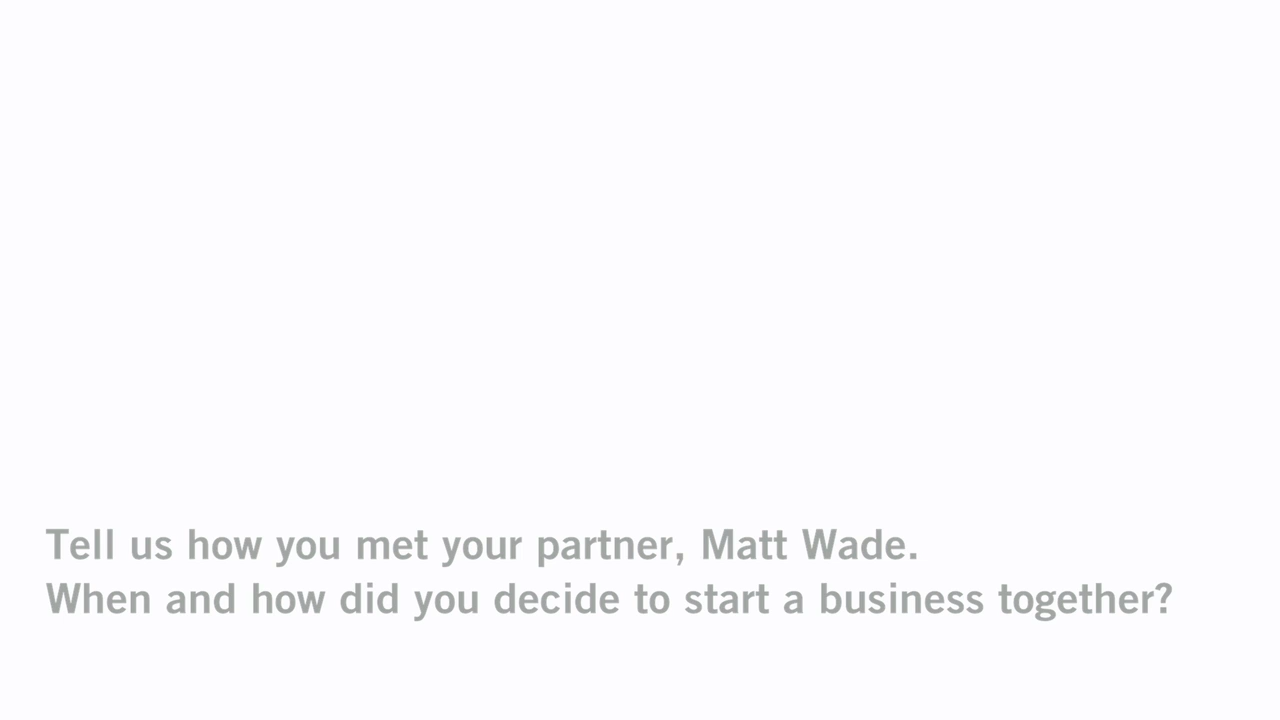 Tell us how you met your partner, Matt Wade.
When and how did you decide to start a business together?